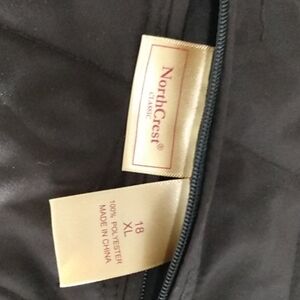 NorthCrest®
CLASSIC
18
XL
100% POLYESTER
MADE IN CHINA